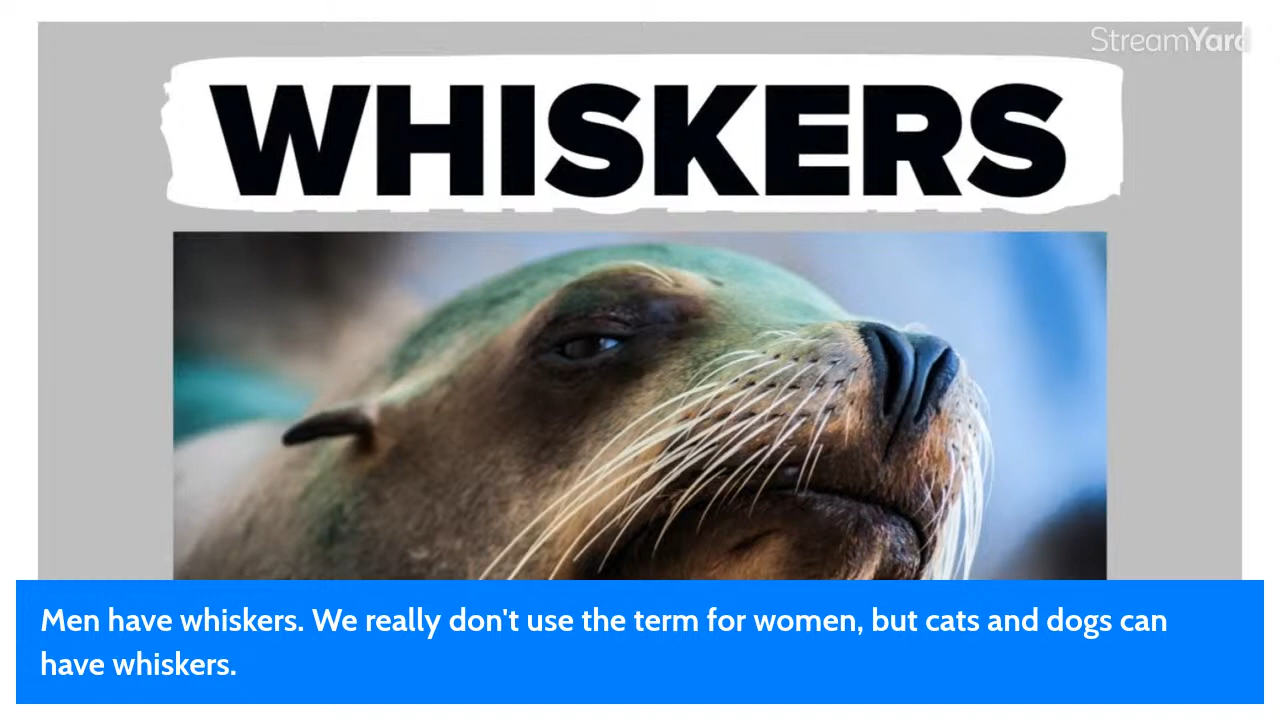 StreamYard
WHISKERS
Men have whiskers. We really don't use the term for women, but cats and dogs can
have whiskers.